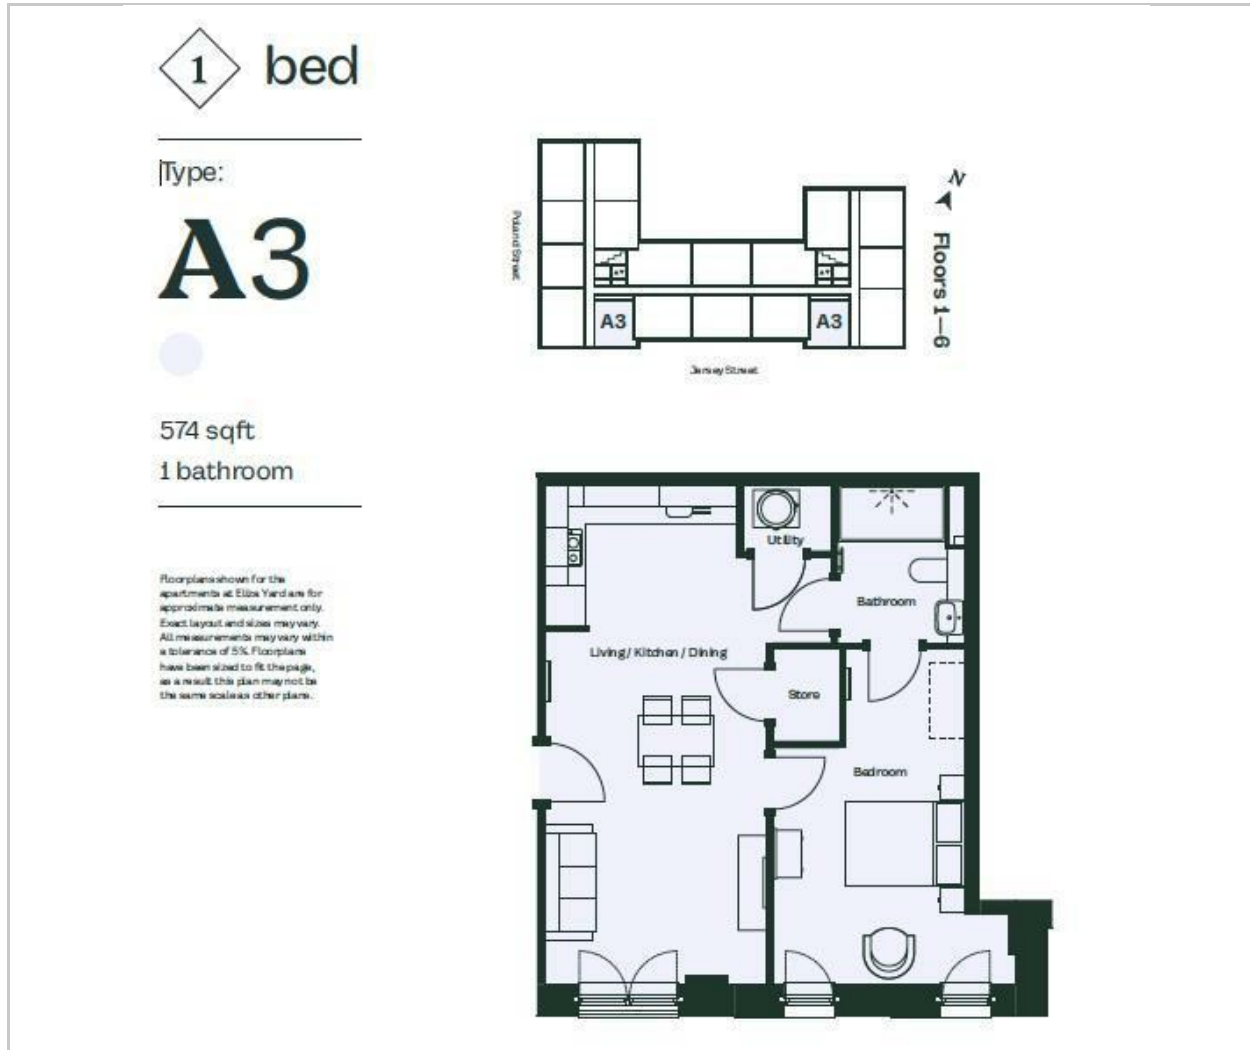 1 bed
Type:
A3
574 sqft
1 bathroom
Floorplans shown for the
apartments at Eliza Yard are for
approximate measurement only.
Exact layout and sizes may vary.
All measurements may vary within
a tolerance of 5%. Floorplans
have been sized to fit the page,
as a result this plan may not be
the same scale as other plans.
Poland Street
N
Floors 1—6
A3
A3
Jersey Street
Utility
Bathroom
Living / Kitchen / Dining
Store
Bedroom